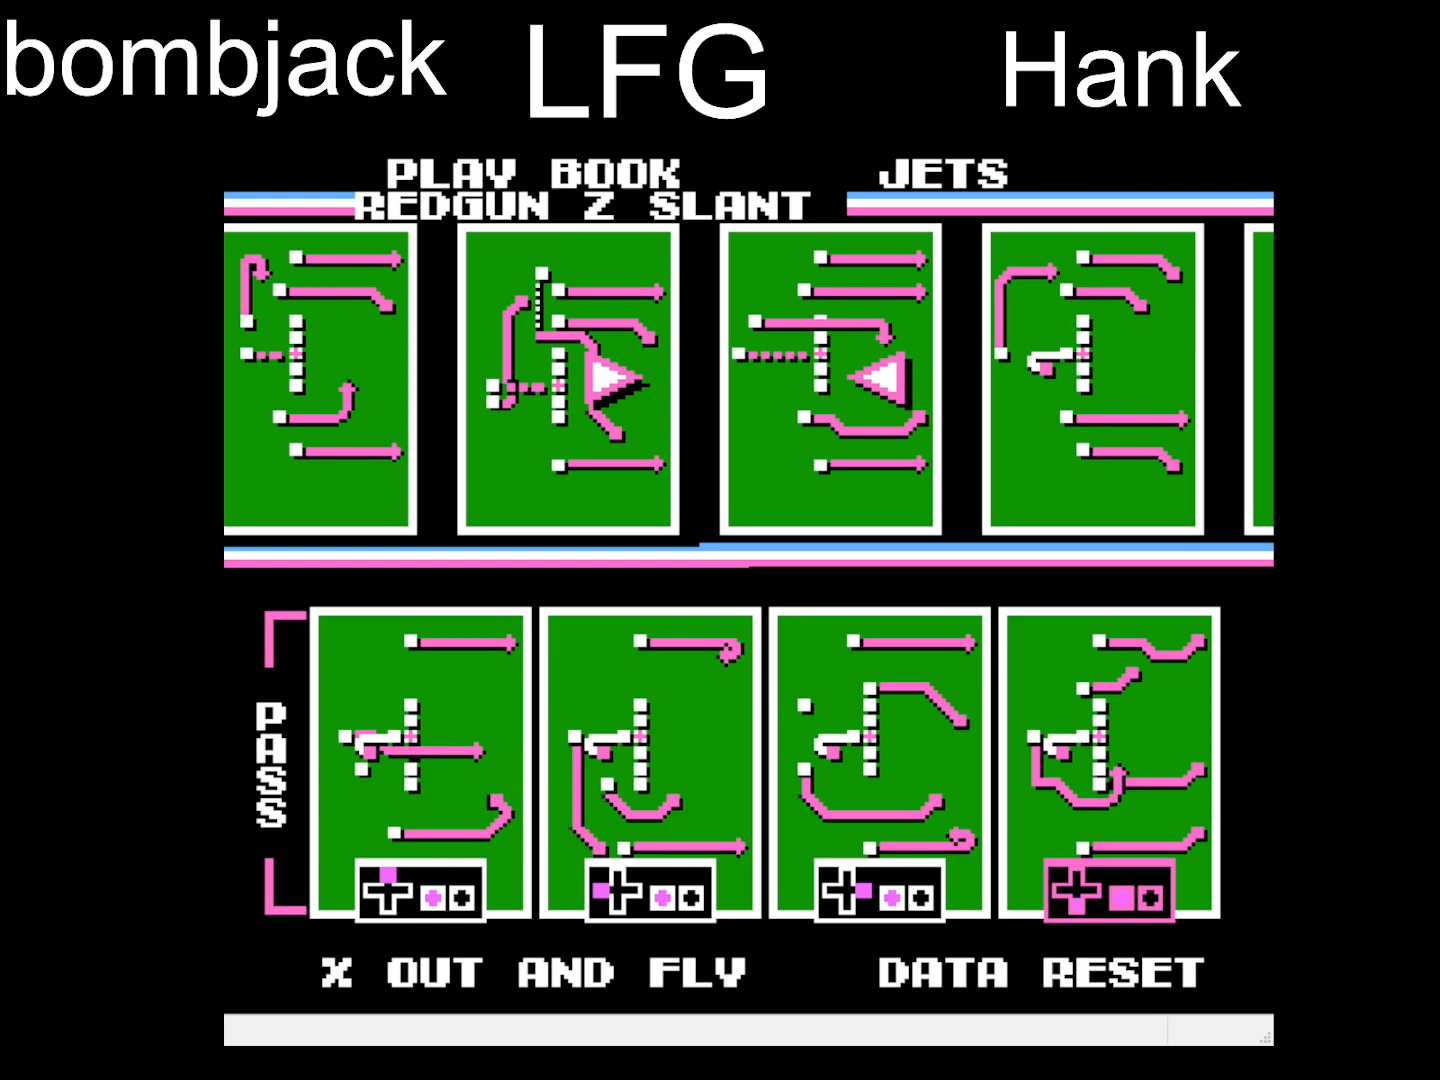 bombjack LFG Hank
PLAY BOOK JETS
REDGUN Z SLANT
PASS
X OUT AND FLY DATA RESET